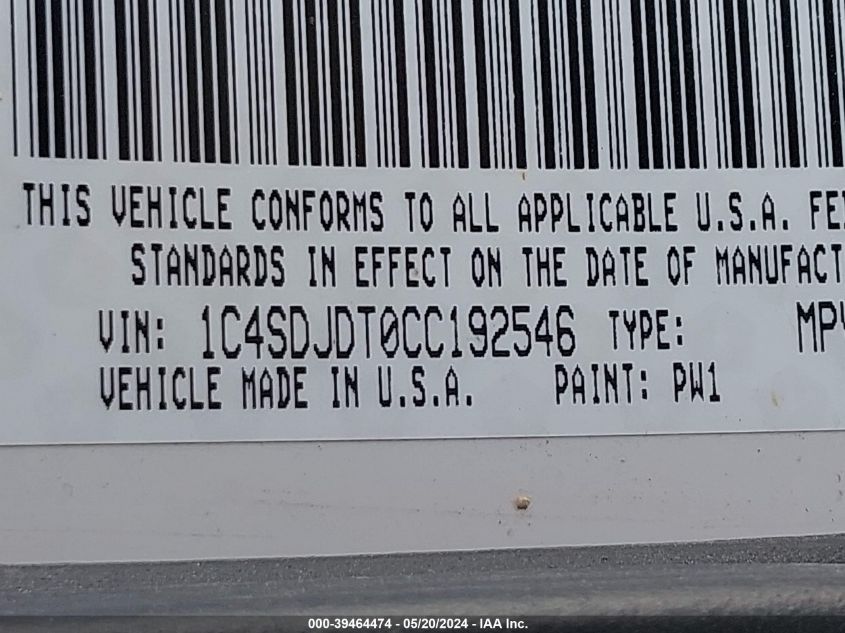 THIS VEHICLE CONFORMS TO ALL APPLICABLE U.S.A.
STANDARDS IN EFFECT ON THE DATE OF
VIN: 1C4SDJDT0CC192546 TYPE:
VEHICLE MADE IN U.S.A. PAINT: PW1
000-39464474 - 05/20/2024 - IAA Inc.